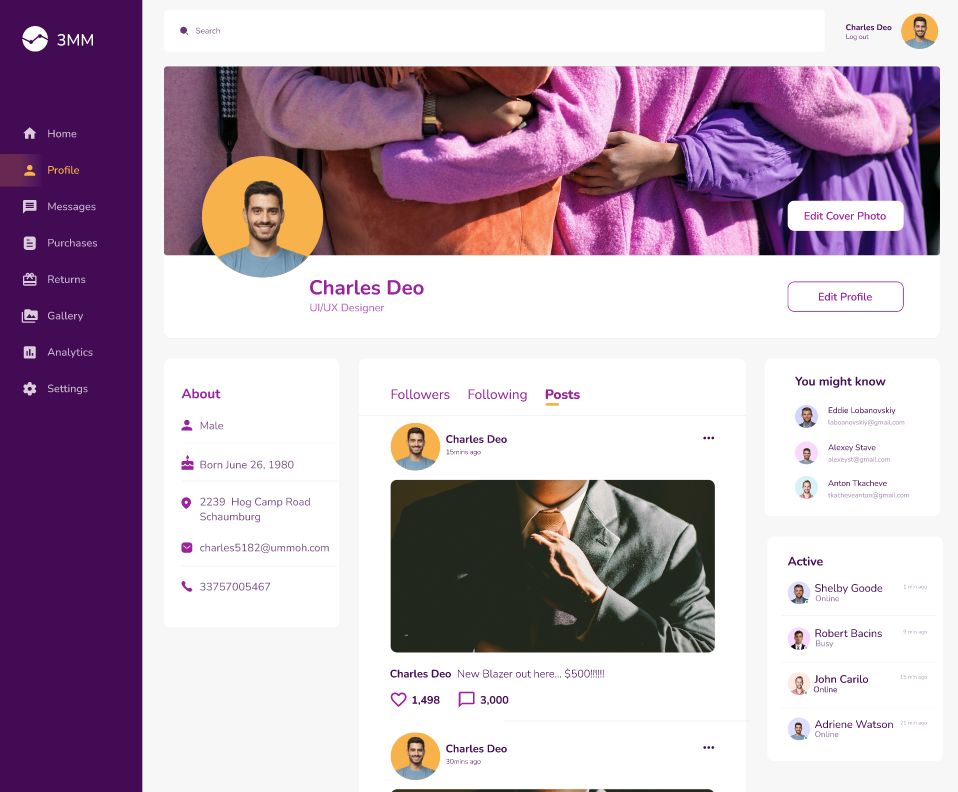 3MM
Search
Charles Deo
Log out
Home
Profile
Messages
Purchases
Returns
Gallery
Analytics
Settings
Edit Cover Photo
Charles Deo
UI/UX Designer
Edit Profile
About
Male
Born June 26, 1980
2239 Hog Camp Road
Schaumburg
charles5182@ummoh.com
33757005467
Followers Following Posts
Charles Deo
15mins ago
Charles Deo New Blazer out here... $500!!!!!!
1,498 3,000
Charles Deo
30mins ago
You might know
Eddie Lobanovskiy
laboanovskiy@gmail.com
Alexey Stave
alexeyst@gmail.com
Anton Tkacheve
tkacheveanton@gmail.com
Active
Shelby Goode 1 min ago
Online
Robert Bacins 9 min ago
Busy
John Carilo 15 min ago
Online
Adriene Watson 21 min ago
Online